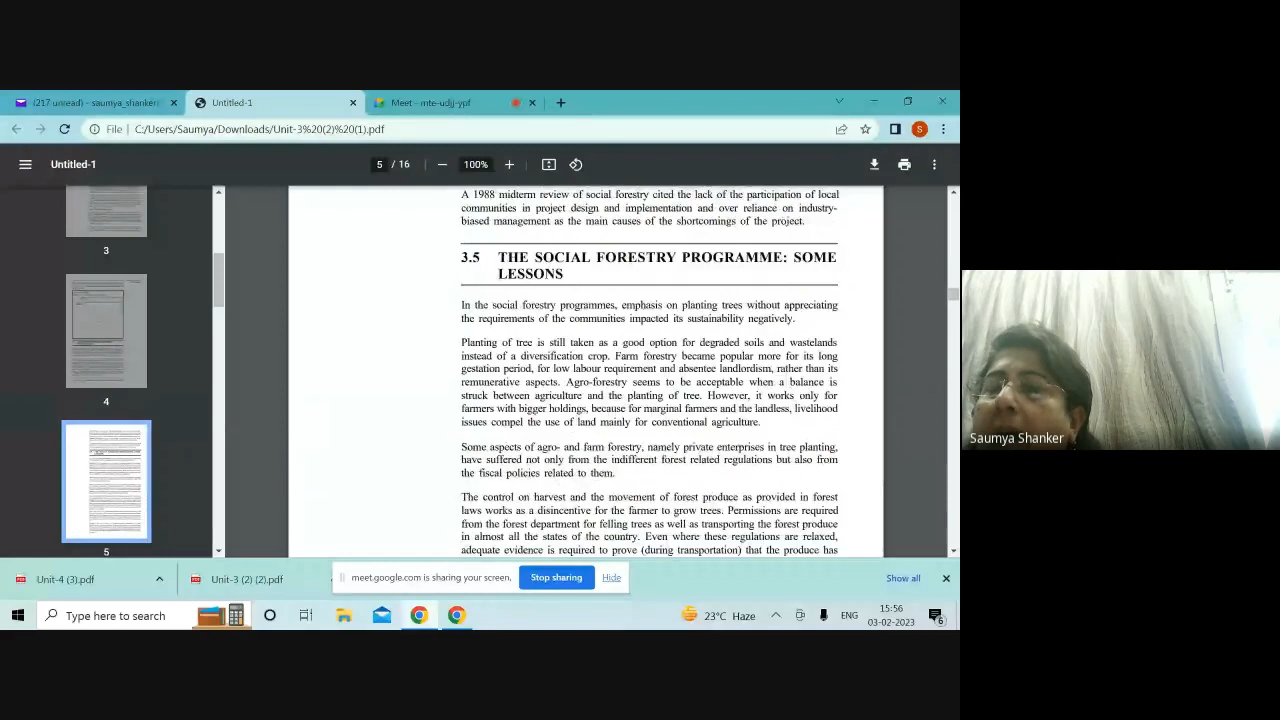 (217 unread) - saumya_shanker
Untitled-1
Meet - mte-udjj-ypf
File | C:/Users/Saumya/Downloads/Unit-3%20(2)%20(1).pdf
S
Untitled-1
5 / 16
100%
3
4
5
A 1988 midterm review of social forestry cited the lack of the participation of local
communities in project design and implementation and over reliance on industry-
biased management as the main causes of the shortcomings of the project.
3.5 THE SOCIAL FORESTRY PROGRAMME: SOME
LESSONS
In the social forestry programmes, emphasis on planting trees without appreciating
the requirements of the communities impacted its sustainability negatively.
Planting of tree is still taken as a good option for degraded soils and wastelands
instead of a diversification crop. Farm forestry became popular more for its long
gestation period, for low labour requirement and absentee landlordism, rather than its
remunerative aspects. Agro-forestry seems to be acceptable when a balance is
struck between agriculture and the planting of tree. However, it works only for
farmers with bigger holdings, because for marginal farmers and the landless, livelihood
issues compel the use of land mainly for conventional agriculture.
Some aspects of agro- and farm forestry, namely private enterprises in tree planting,
have suffered not only from the indifferent forest related regulations but also from
the fiscal policies related to them.
The control on harvest and the movement of forest produce as provided in forest
laws works as a disincentive for the farmer to grow trees. Permissions are required
from the forest department for felling trees as well as transporting the forest produce
in almost all the states of the country. Even where these regulations are relaxed,
adequate evidence is required to prove (during transportation) that the produce has
Saumya Shanker
Unit-4 (3).pdf
Unit-3 (2) (2).pdf
meet.google.com is sharing your screen.
Stop sharing
Hide
Show all
Type here to search
23°C Haze
ENG
15:56
03-02-2023
6